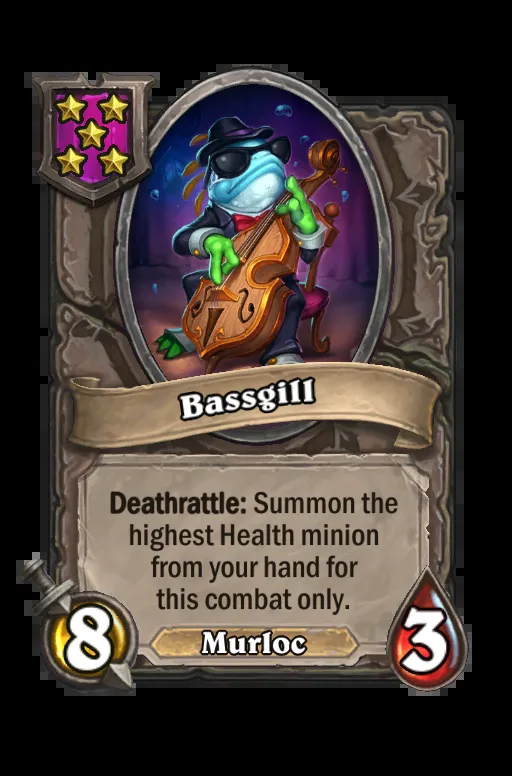 Bassgill
Deathrattle: Summon the
highest Health minion
from your hand for
this combat only.
8
Murloc
3